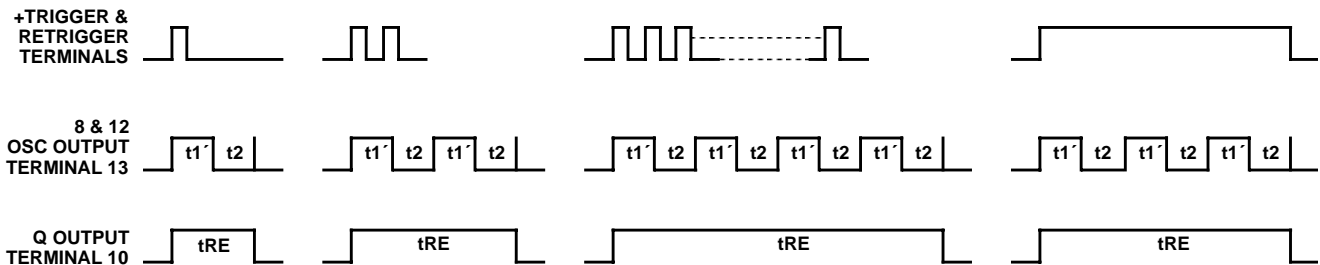 +TRIGGER &
RETRIGGER
TERMINALS
8 & 12
OSC OUTPUT
TERMINAL 13
t1´ t2 t1´ t2 t1´ t2 t1´ t2 t1´ t2 t1´ t2 t1´ t2 t1´ t2 t1´ t2 t1´ t2
Q OUTPUT
TERMINAL 10
tRE tRE tRE tRE